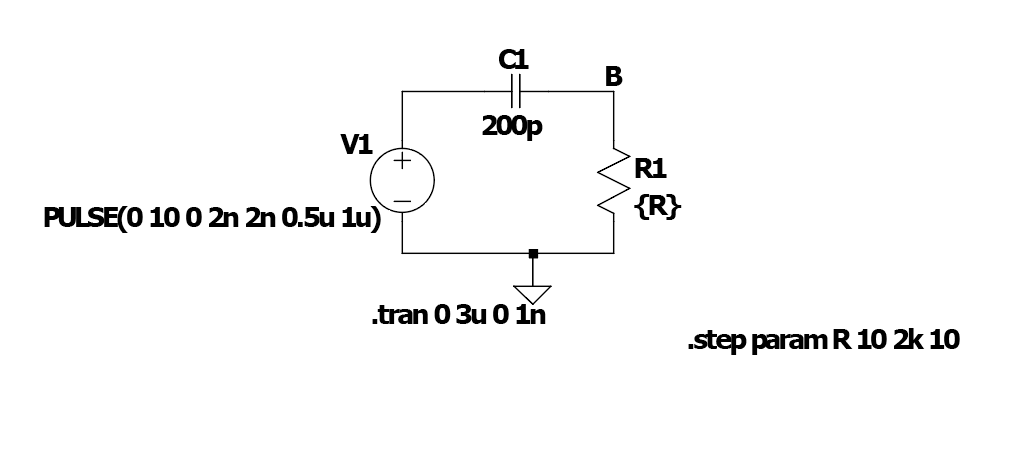 C1
B
200p
V1
R1
{R}
PULSE(0 10 0 2n 2n 0.5u 1u)
.tran 0 3u 0 1n
.step param R 10 2k 10